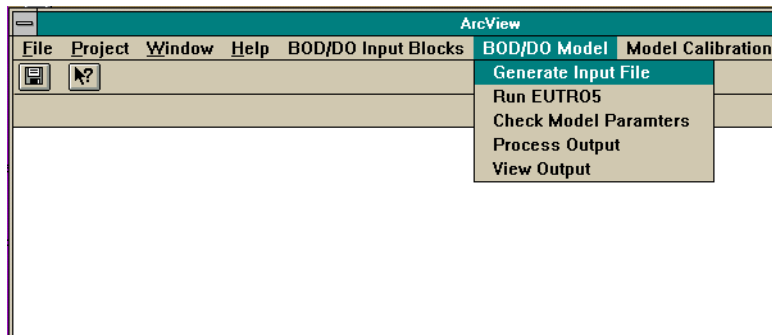 ArcView
File Project Window Help BOD/DO Input Blocks BOD/DO Model Model Calibration
Generate Input File
Run EUTRO5
Check Model Paramters
Process Output
View Output